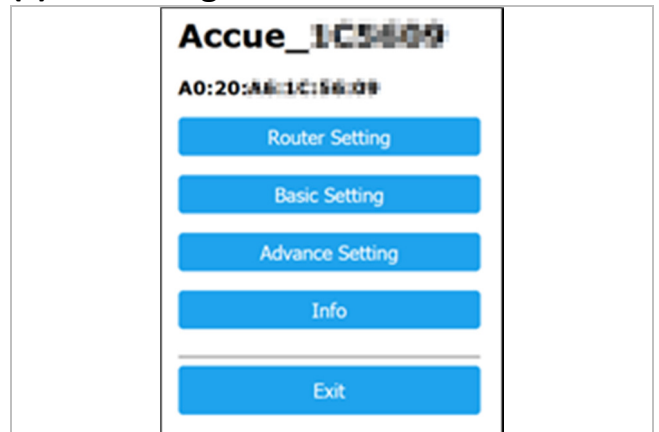 Accue_
A0:20:
Router Setting
Basic Setting
Advance Setting
Info
Exit